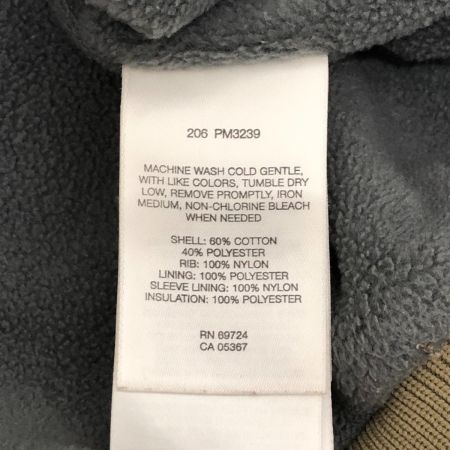 206 PM3239
MACHINE WASH COLD GENTLE,
WITH LIKE COLORS, TUMBLE DRY
LOW, REMOVE PROMPTLY, IRON
MEDIUM, NON-CHLORINE BLEACH
WHEN NEEDED
SHELL: 60% COTTON
40% POLYESTER
RIB: 100% NYLON
LINING: 100% POLYESTER
SLEEVE LINING: 100% NYLON
INSULATION: 100% POLYESTER
RN 69724
CA 05367